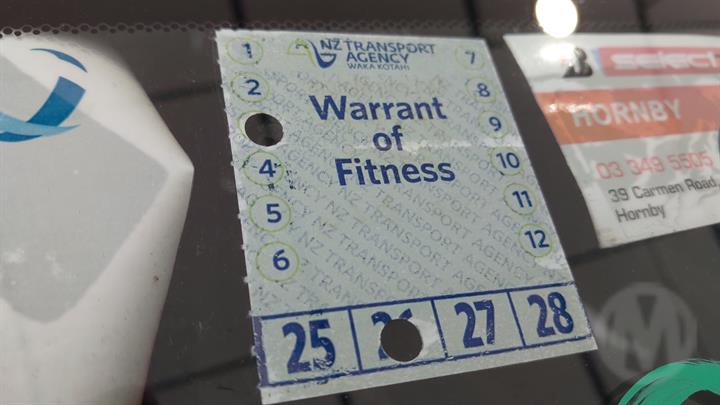 NZ TRANSPORT
AGENCY
WAKA KOTAHI
1
2
4
5
6
7
8
9
10
11
12
Warrant
of
Fitness
25
27
28
SELECT
HORNBY
03 349 5505
39 Carmen Road
Hornby
M